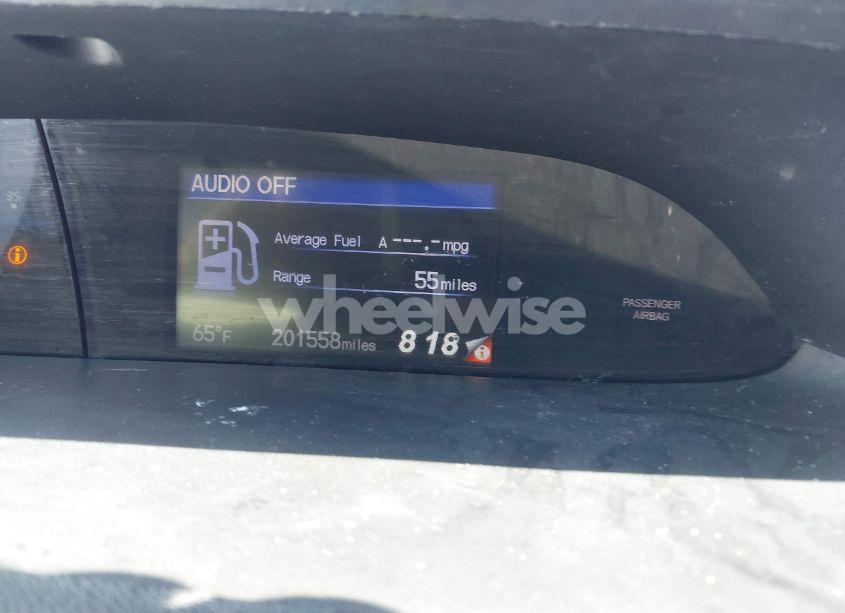 AUDIO OFF
Average Fuel A ---.- mpg
Range 55 miles
wheelwise
PASSENGER
AIRBAG
65°F 201558 miles 8 18